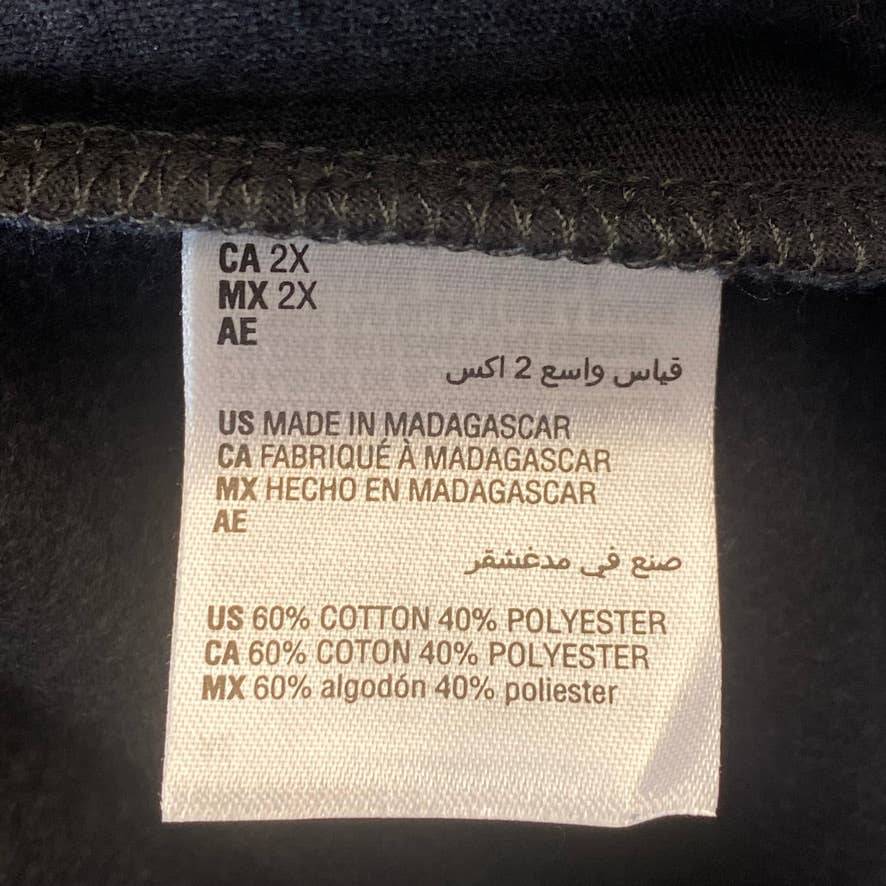 CA 2X
MX 2X
AE
قياس واسع 2 اكس
US MADE IN MADAGASCAR
CA FABRIQUÉ À MADAGASCAR
MX HECHO EN MADAGASCAR
AE
صنع في مدغشقر
US 60% COTTON 40% POLYESTER
CA 60% COTON 40% POLYESTER
MX 60% algodón 40% poliester